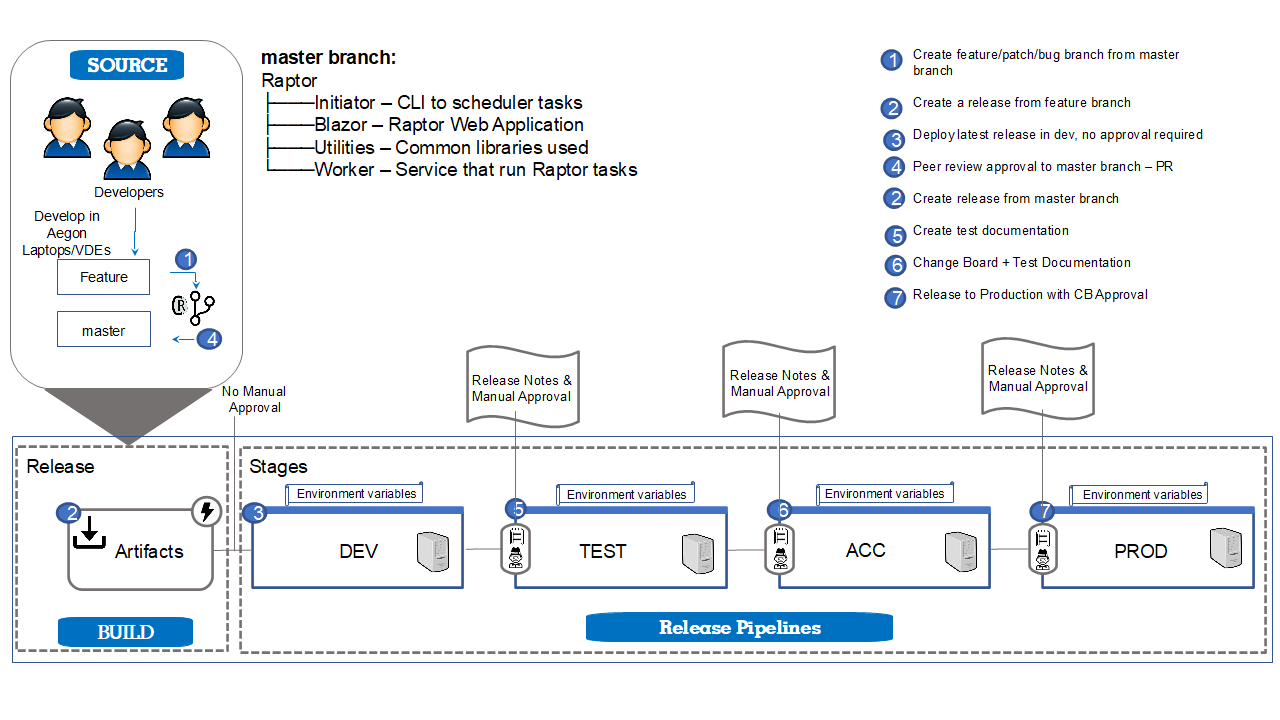 SOURCE
Developers
Develop in
Aegon
Laptops/VDEs
1
Feature
R
master
4
master branch:
Raptor
├───Initiator – CLI to scheduler tasks
├───Blazor – Raptor Web Application
├───Utilities – Common libraries used
└───Worker – Service that run Raptor tasks
1 Create feature/patch/bug branch from master
branch
2 Create a release from feature branch
3 Deploy latest release in dev, no approval required
4 Peer review approval to master branch – PR
2 Create release from master branch
5 Create test documentation
6 Change Board + Test Documentation
7 Release to Production with CB Approval
No Manual
Approval
Release Notes &
Manual Approval
Release Notes &
Manual Approval
Release Notes &
Manual Approval
Release
2
Artifacts
BUILD
Stages
Environment variables
3
DEV
Environment variables
5
TEST
Environment variables
6
ACC
Environment variables
7
PROD
Release Pipelines